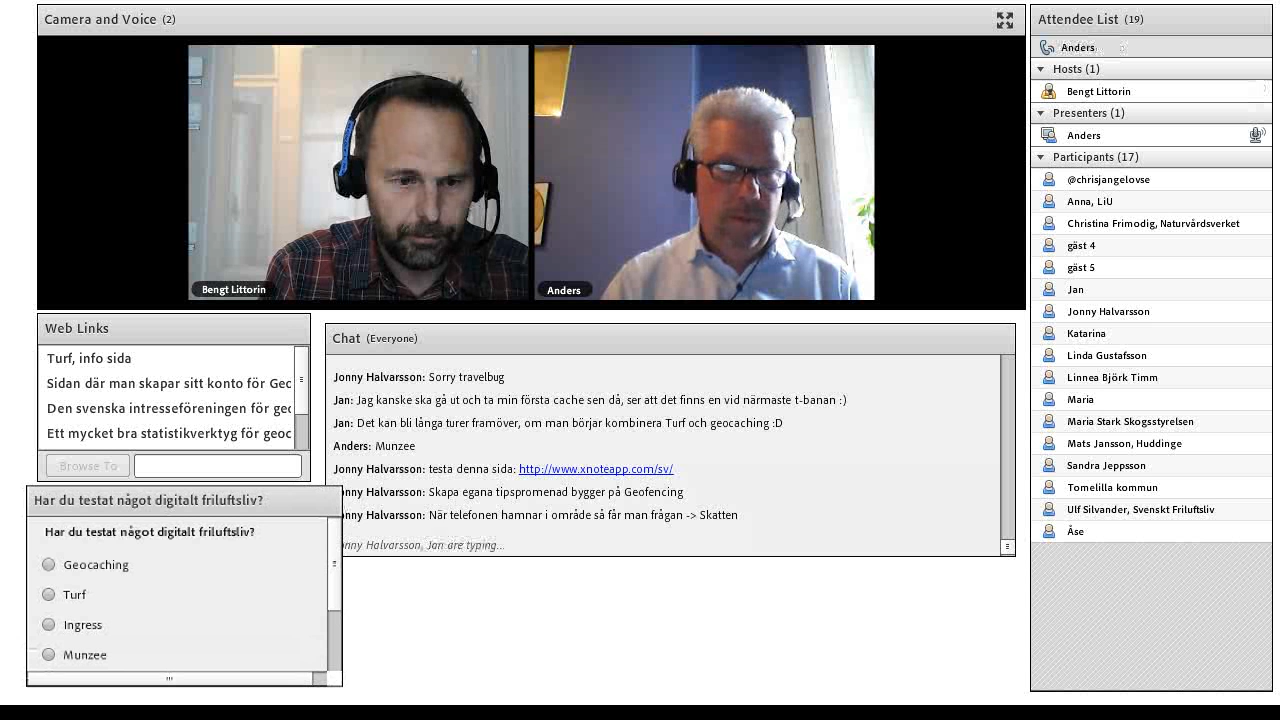 Camera and Voice (2)
Bengt Littorin
Anders
Web Links
Turf, info sida
Sidan där man skapar sitt konto för Geo
Den svenska intresseföreningen för geo
Ett mycket bra statistikverktyg för geoc
Browse To
Har du testat något digitalt friluftsliv?
Har du testat något digitalt friluftsliv?
Geocaching
Turf
Ingress
Munzee
Chat (Everyone)
Jonny Halvarsson: Sorry travelbug
Jan: Jag kanske ska gå ut och ta min första cache sen då, ser att det finns en vid närmaste t-banan :)
Jan: Det kan bli långa turer framöver, om man börjar kombinera Turf och geocaching :D
Anders: Munzee
Jonny Halvarsson: testa denna sida: http://www.xnoteapp.com/sv/
onny Halvarsson: Skapa egana tipspromenad bygger på Geofencing
onny Halvarsson: När telefonen hamnar i område så får man frågan -> Skatten
onny Halvarsson, Jan are typing...
Attendee List (19)
Anders
Hosts (1)
Bengt Littorin
Presenters (1)
Anders
Participants (17)
@chrisjangelovse
Anna, LiU
Christina Frimodig, Naturvårdsverket
gäst 4
gäst 5
Jan
Jonny Halvarsson
Katarina
Linda Gustafsson
Linnea Björk Timm
Maria
Maria Stark Skogsstyrelsen
Mats Jansson, Huddinge
Sandra Jeppsson
Tomelilla kommun
Ulf Silvander, Svenskt Friluftsliv
Åse